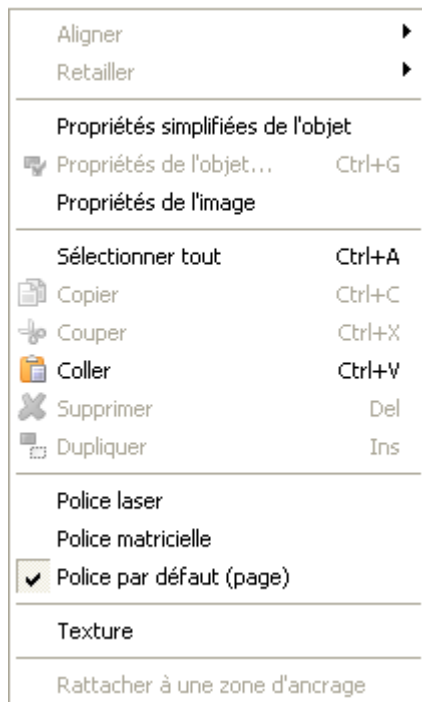 Aligner
Retailler
Propriétés simplifiées de l'objet
Propriétés de l'objet... Ctrl+G
Propriétés de l'image
Sélectionner tout Ctrl+A
Copier Ctrl+C
Couper Ctrl+X
Coller Ctrl+V
Supprimer Del
Dupliquer Ins
Police laser
Police matricielle
Police par défaut (page)
Texture
Rattacher à une zone d'ancrage